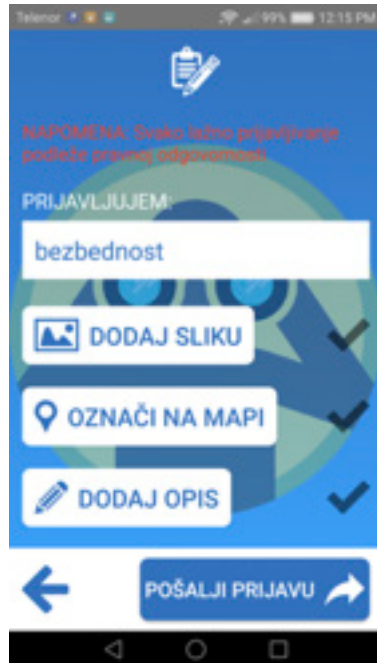 Telenor 99% 12:15 PM
NAPOMENA: Svako lažno prijavljivanje
podleže pravnoj odgovornosti.
PRIJAVLJUJEM:
bezbednost
DODAJ SLIKU
OZNAČI NA MAPI
DODAJ OPIS
POŠALJI PRIJAVU